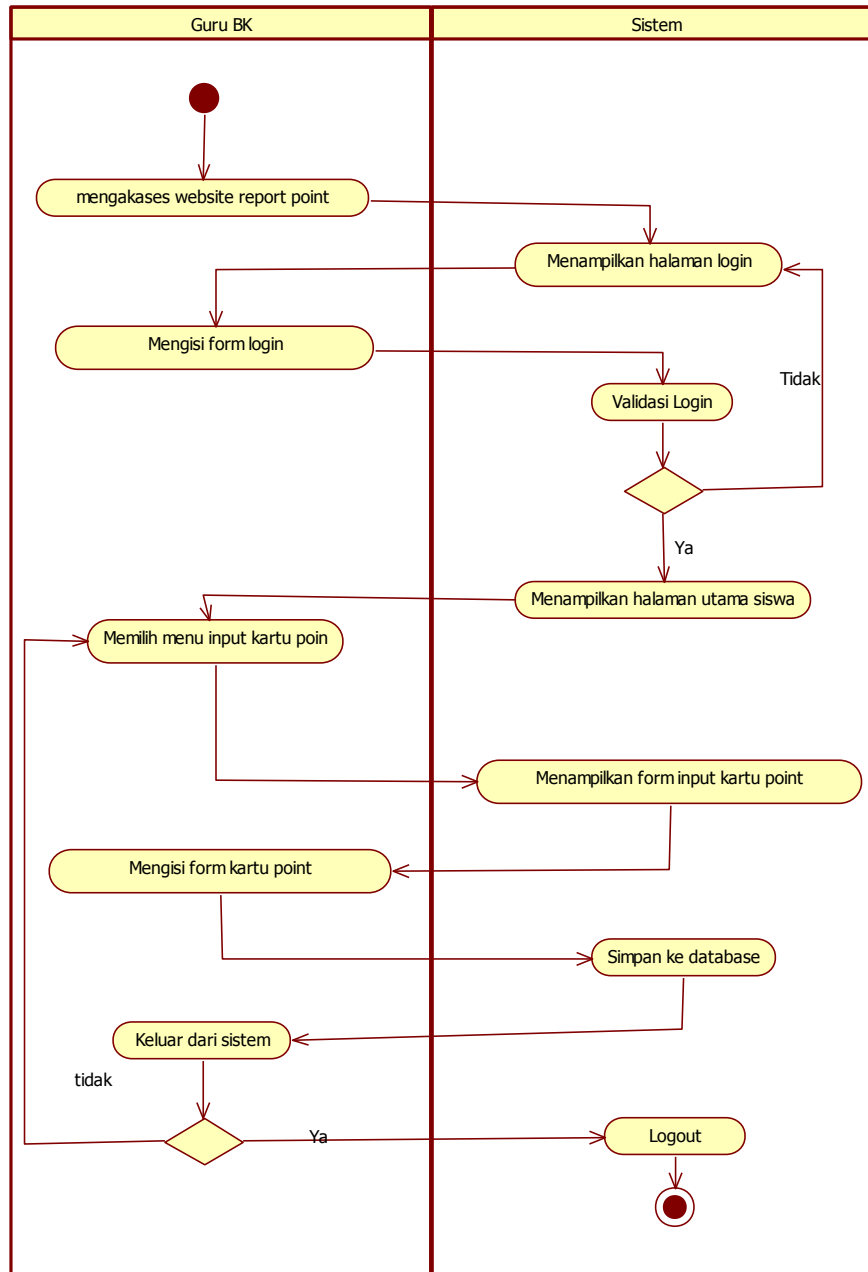 Guru BK
Sistem
mengakases website report point
Menampilkan halaman login
Mengisi form login
Tidak
Validasi Login
Ya
Menampilkan halaman utama siswa
Memilih menu input kartu poin
Menampilkan form input kartu point
Mengisi form kartu point
Simpan ke database
Keluar dari sistem
tidak
Ya
Logout